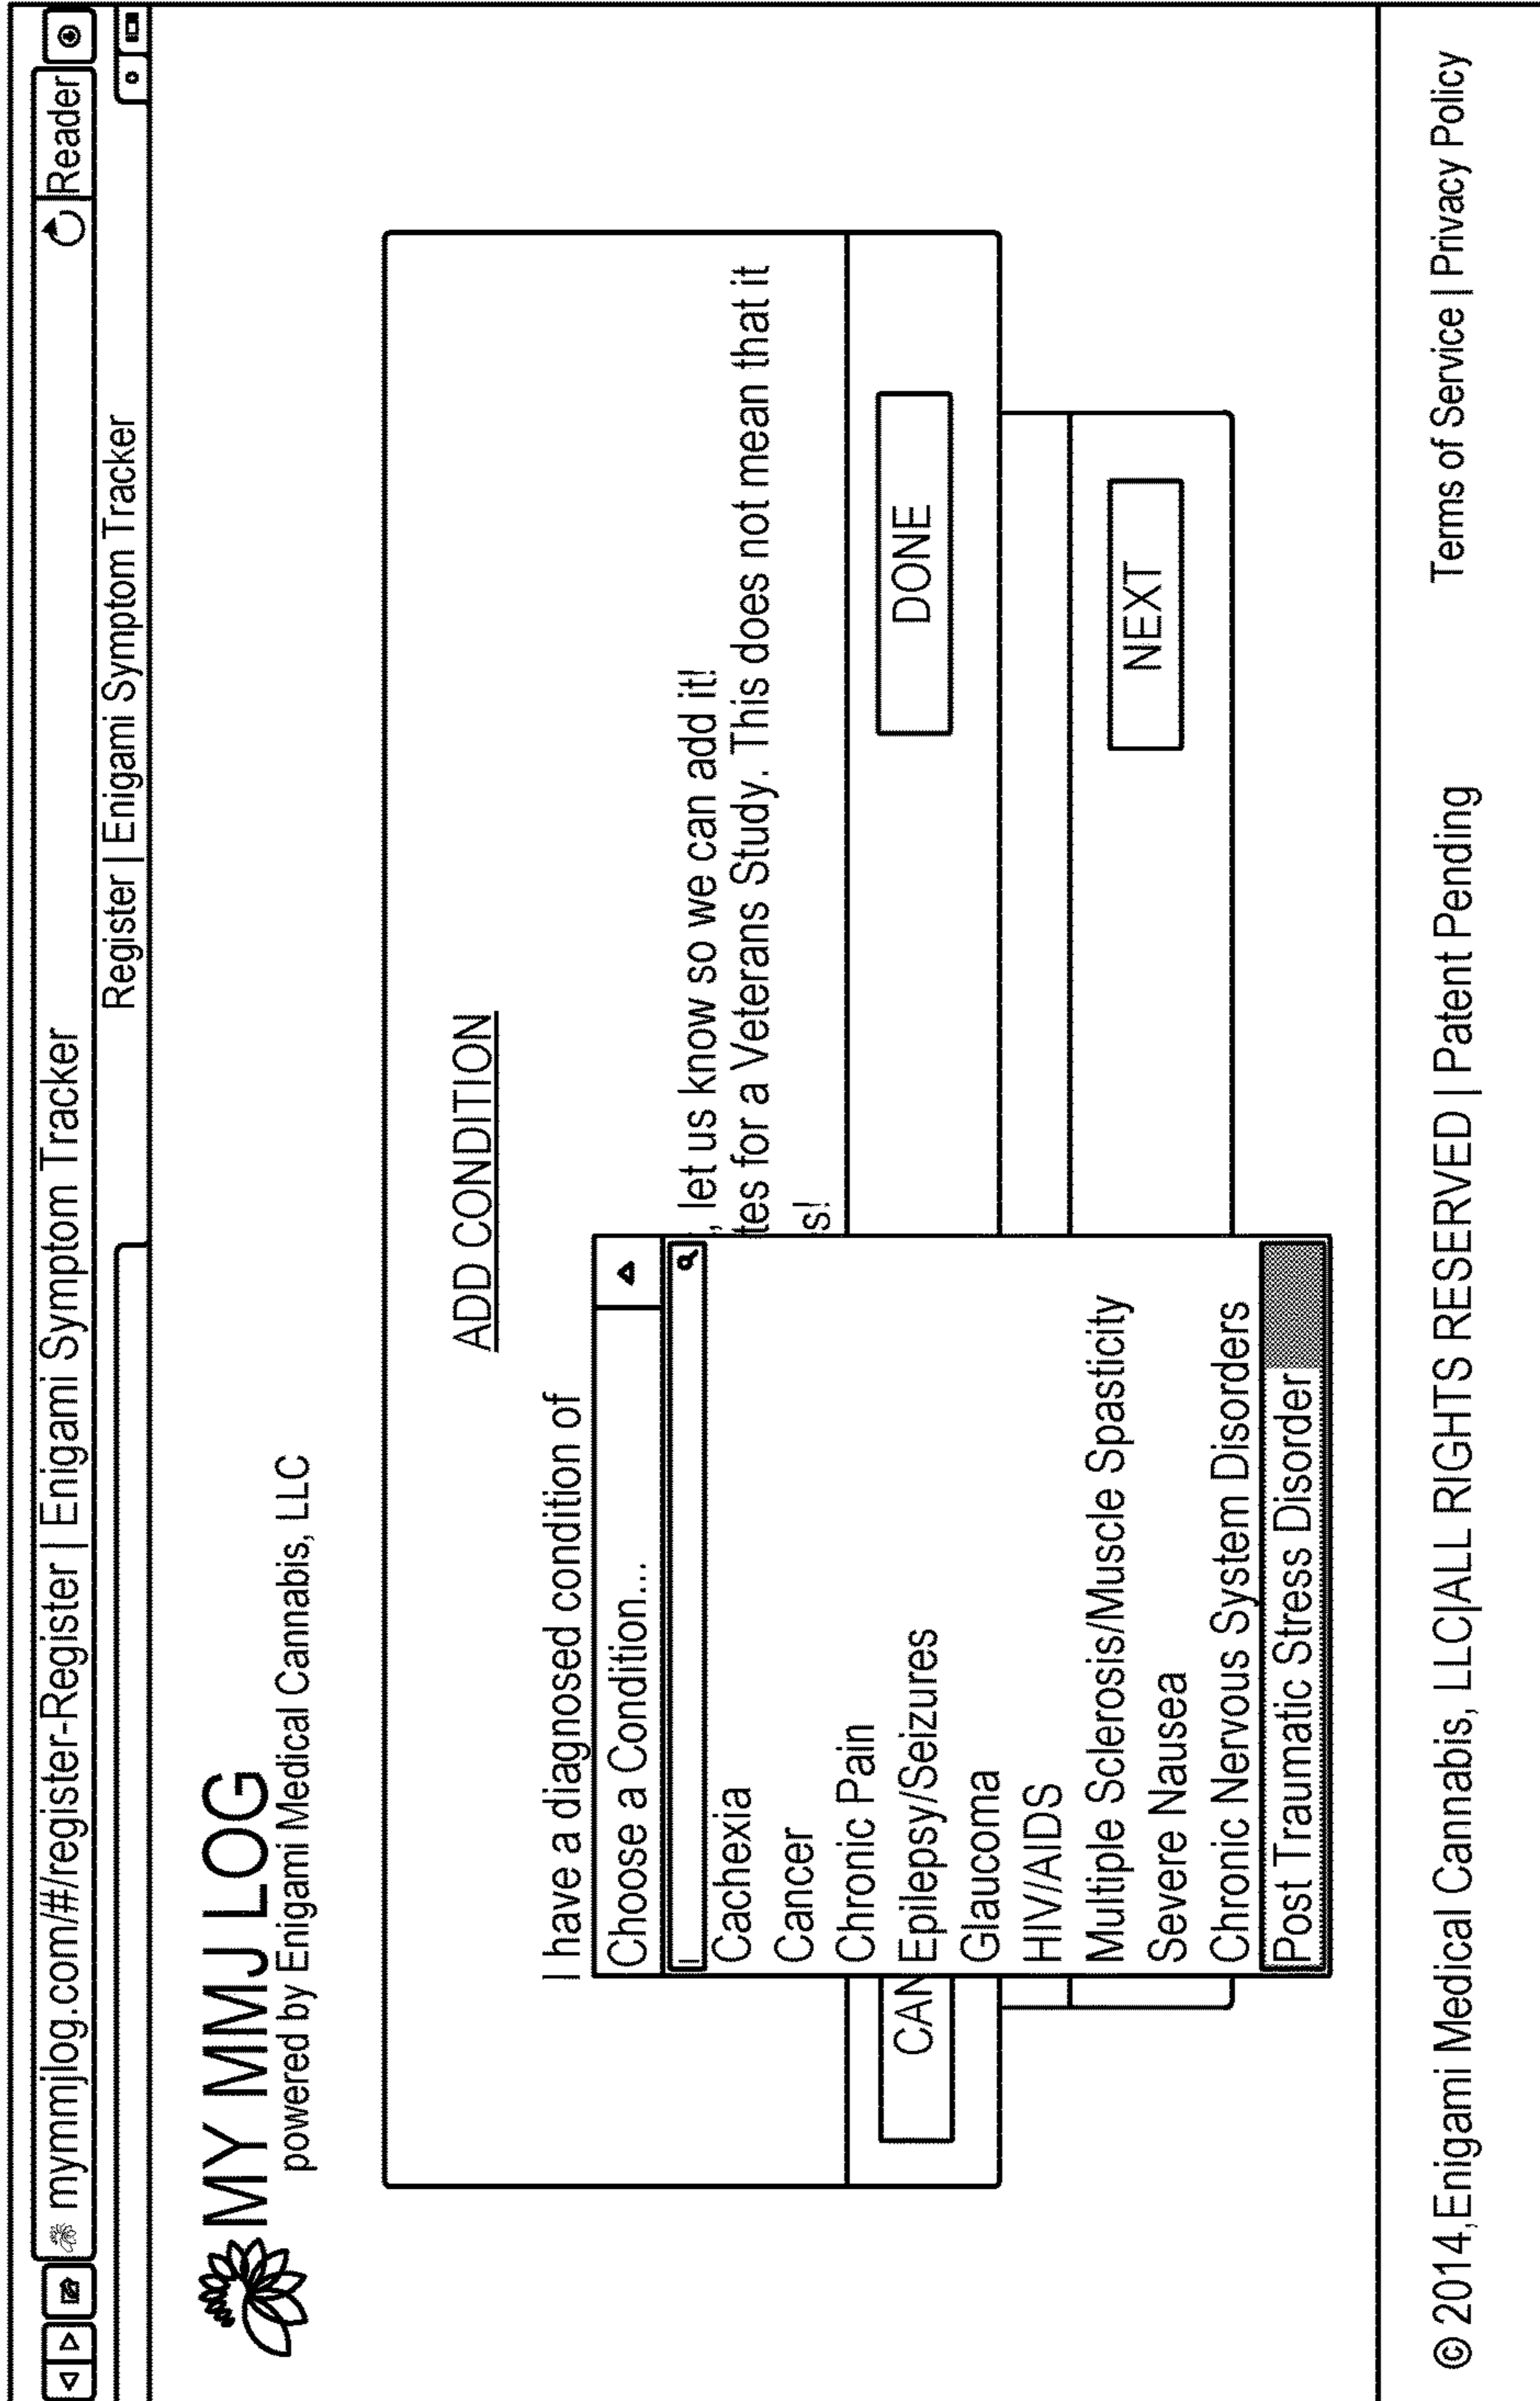 mymmjlog.com/#/register-Register | Enigami Symptom Tracker
Reader
Register | Enigami Symptom Tracker
MY MMJ LOG
powered by Enigami Medical Cannabis, LLC
ADD CONDITION
I have a diagnosed condition of
Choose a Condition...
, let us know so we can add it!
tes for a Veterans Study. This does not mean that it
s!
Cachexia
Cancer
Chronic Pain
Epilepsy/Seizures
Glaucoma
HIV/AIDS
Multiple Sclerosis/Muscle Spasticity
Severe Nausea
Chronic Nervous System Disorders
Post Traumatic Stress Disorder
CAN
DONE
NEXT
© 2014,Enigami Medical Cannabis, LLC|ALL RIGHTS RESERVED | Patent Pending
Terms of Service | Privacy Policy